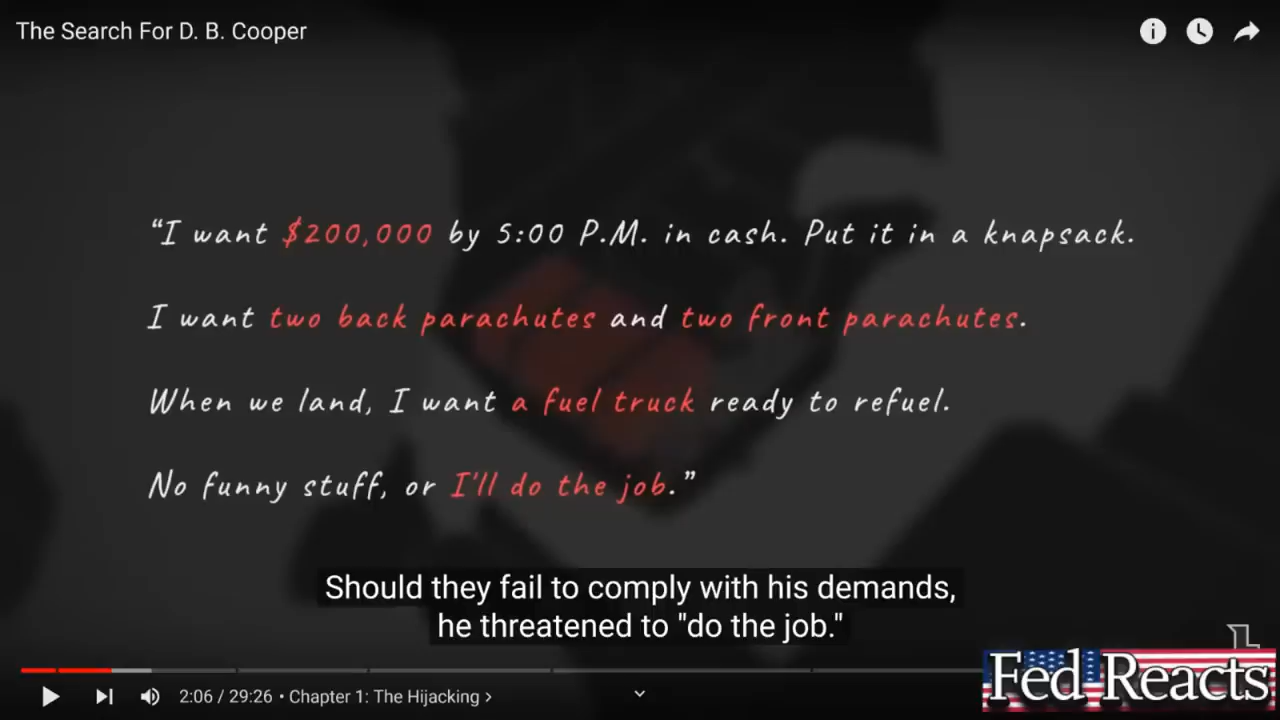 The Search For D. B. Cooper
“I want $200,000 by 5:00 P.M. in cash. Put it in a knapsack.
I want two back parachutes and two front parachutes.
When we land, I want a fuel truck ready to refuel.
No funny stuff, or I'll do the job.”
Should they fail to comply with his demands,
he threatened to "do the job."
2:06 / 29:26 • Chapter 1: The Hijacking >
Fed Reacts